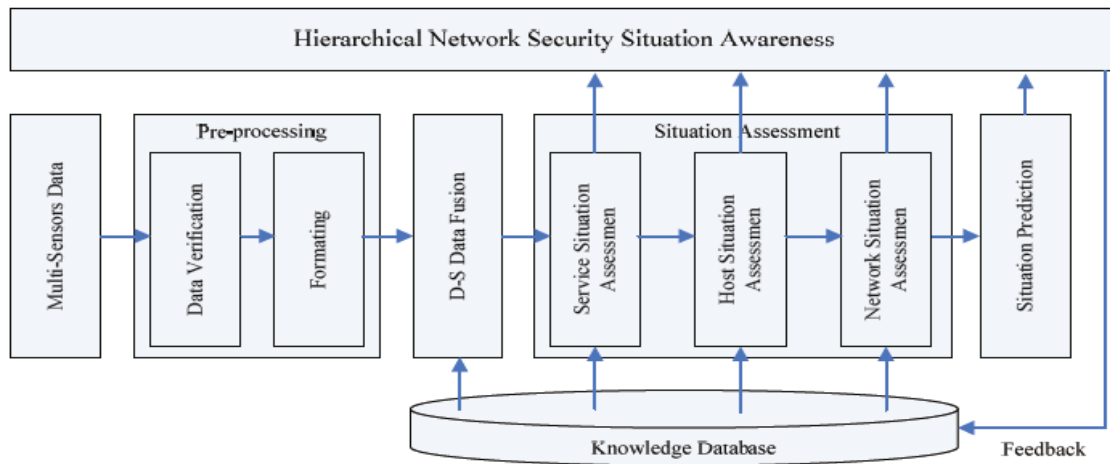 Hierarchical Network Security Situation Awareness
Multi-Sensors Data
Pre-processing
Data Verification
Formating
D-S Data Fusion
Situation Assessment
Service Situation
Assessmen
Host Situation
Assessmen
Network Situation
Assessmen
Situation Prediction
Knowledge Database
Feedback